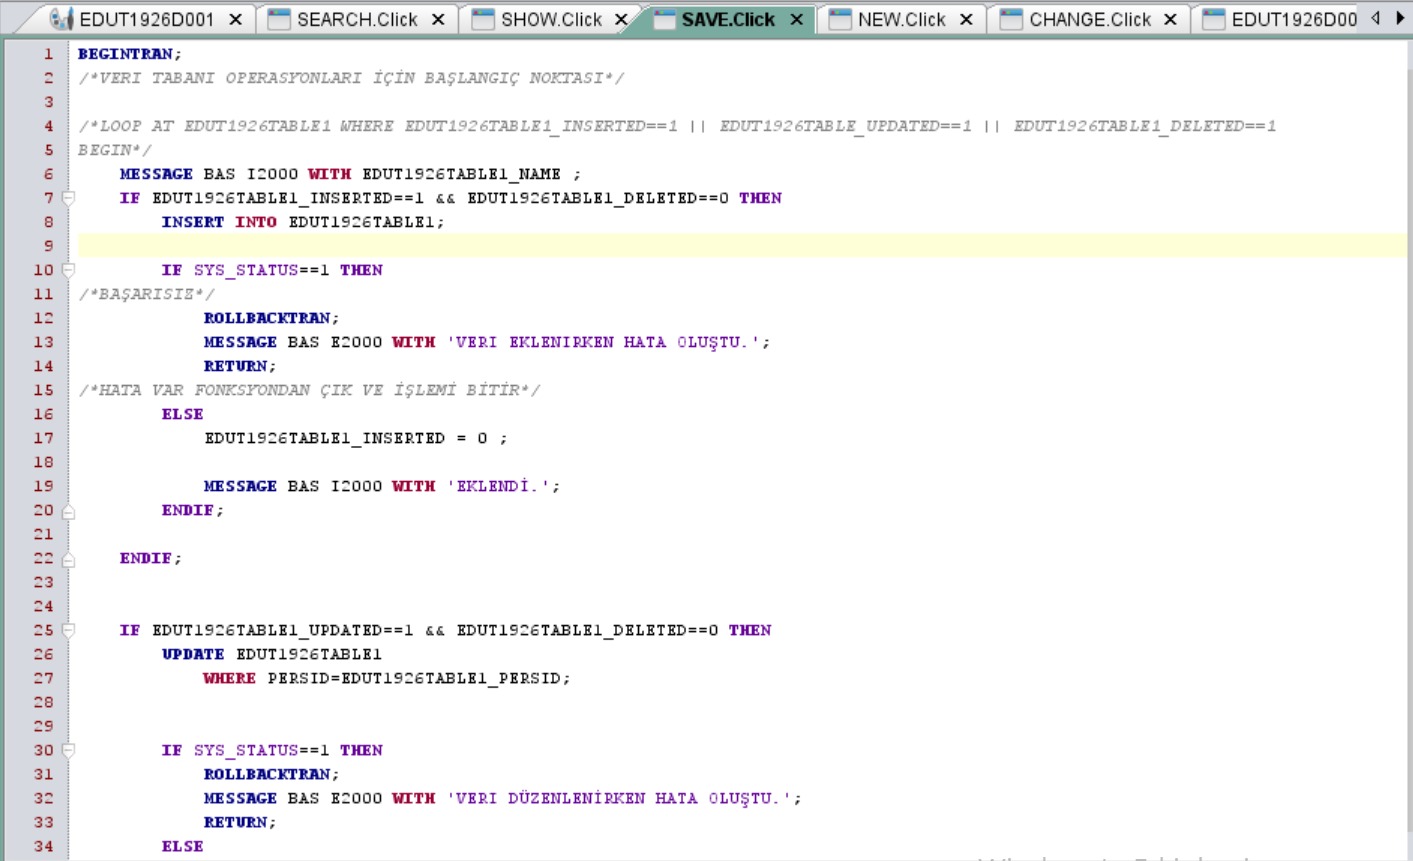 EDUT1926D001 SEARCH.Click SHOW.Click SAVE.Click NEW.Click CHANGE.Click EDUT1926D00
1 BEGINTRAN;
2 /*VERI TABANI OPERASYONLARI İÇİN BAŞLANGIÇ NOKTASI*/
3
4 /*LOOP AT EDUT1926TABLE1 WHERE EDUT1926TABLE1_INSERTED==1 || EDUT1926TABLE_UPDATED==1 || EDUT1926TABLE1_DELETED==1
5 BEGIN*/
6 MESSAGE BAS I2000 WITH EDUT1926TABLE1_NAME ;
7 IF EDUT1926TABLE1_INSERTED==1 && EDUT1926TABLE1_DELETED==0 THEN
8 INSERT INTO EDUT1926TABLE1;
9
10 IF SYS_STATUS==1 THEN
11 /*BAŞARISIZ*/
12 ROLLBACKTRAN;
13 MESSAGE BAS E2000 WITH 'VERI EKLENIRKEN HATA OLUŞTU.';
14 RETURN;
15 /*HATA VAR FONKSYONDAN ÇIK VE İŞLEMİ BİTİR*/
16 ELSE
17 EDUT1926TABLE1_INSERTED = 0 ;
18
19 MESSAGE BAS I2000 WITH 'EKLENDİ.';
20 ENDIF;
21
22 ENDIF;
23
24
25 IF EDUT1926TABLE1_UPDATED==1 && EDUT1926TABLE1_DELETED==0 THEN
26 UPDATE EDUT1926TABLE1
27 WHERE PERSID=EDUT1926TABLE1_PERSID;
28
29
30 IF SYS_STATUS==1 THEN
31 ROLLBACKTRAN;
32 MESSAGE BAS E2000 WITH 'VERI DÜZENLENİRKEN HATA OLUŞTU.';
33 RETURN;
34 ELSE